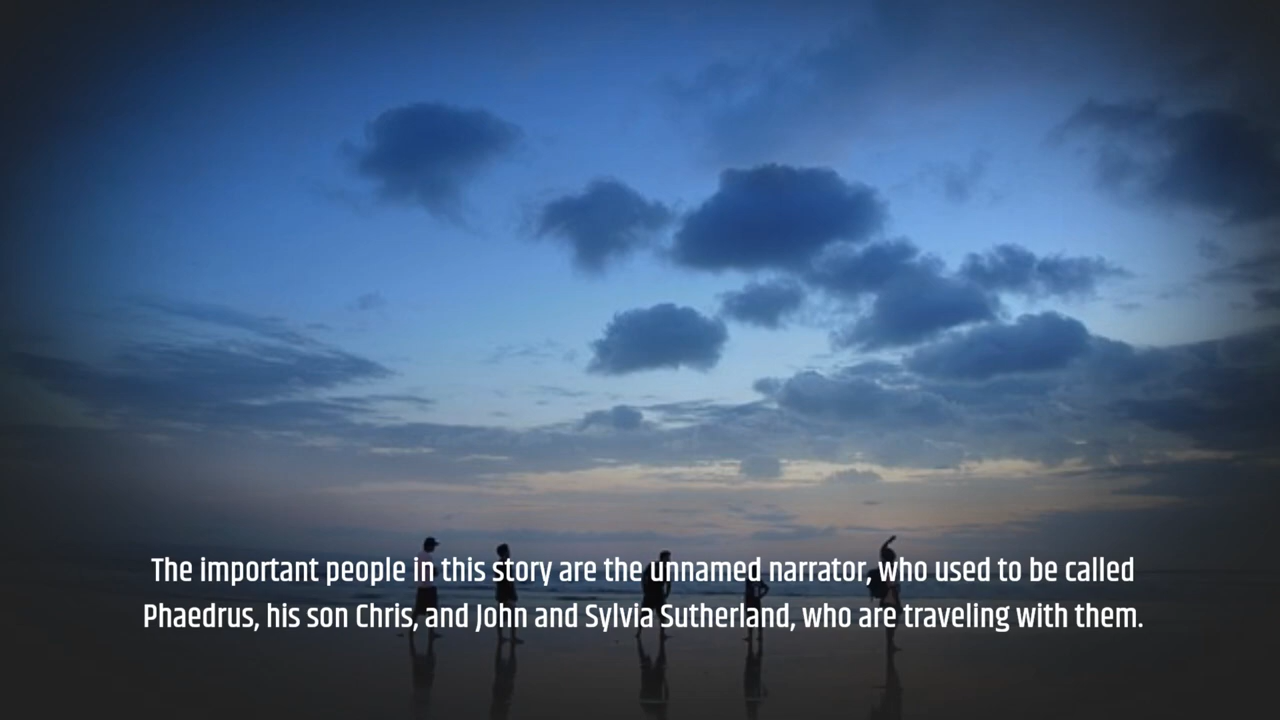 The important people in this story are the unnamed narrator, who used to be called
Phaedrus, his son Chris, and John and Sylvia Sutherland, who are traveling with them.